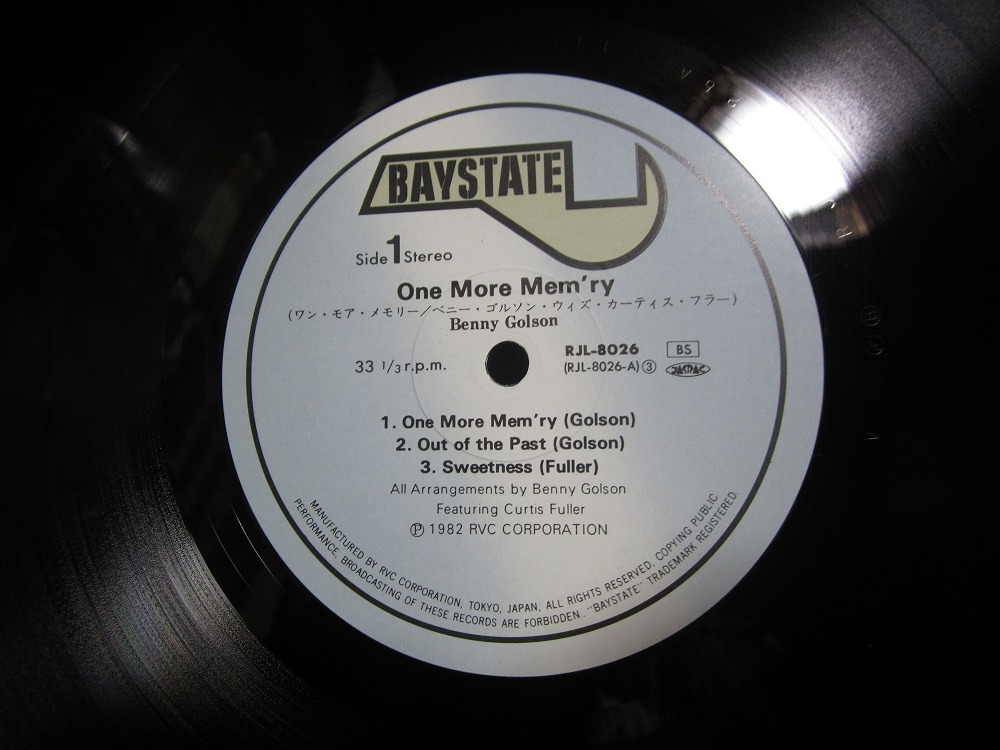 BAYSTATE
Side 1 Stereo
One More Mem'ry
(ワン・モア・メモリー/ベニー・ゴルソン・ウィズ・カーティス・フラー)
Benny Golson
33 1/3 r.p.m.
RJL-8026 BS
(RJL-8026-A) ③ JASRAC
1. One More Mem'ry (Golson)
2. Out of the Past (Golson)
3. Sweetness (Fuller)
All Arrangements by Benny Golson
Featuring Curtis Fuller
Ⓟ 1982 RVC CORPORATION
MANUFACTURED BY RVC CORPORATION, TOKYO, JAPAN, ALL RIGHTS RESERVED, COPYING PUBLIC
PERFORMANCE, BROADCASTING OF THESE RECORDS ARE FORBIDDEN. "BAYSTATE" TRADEMARK REGISTERED.